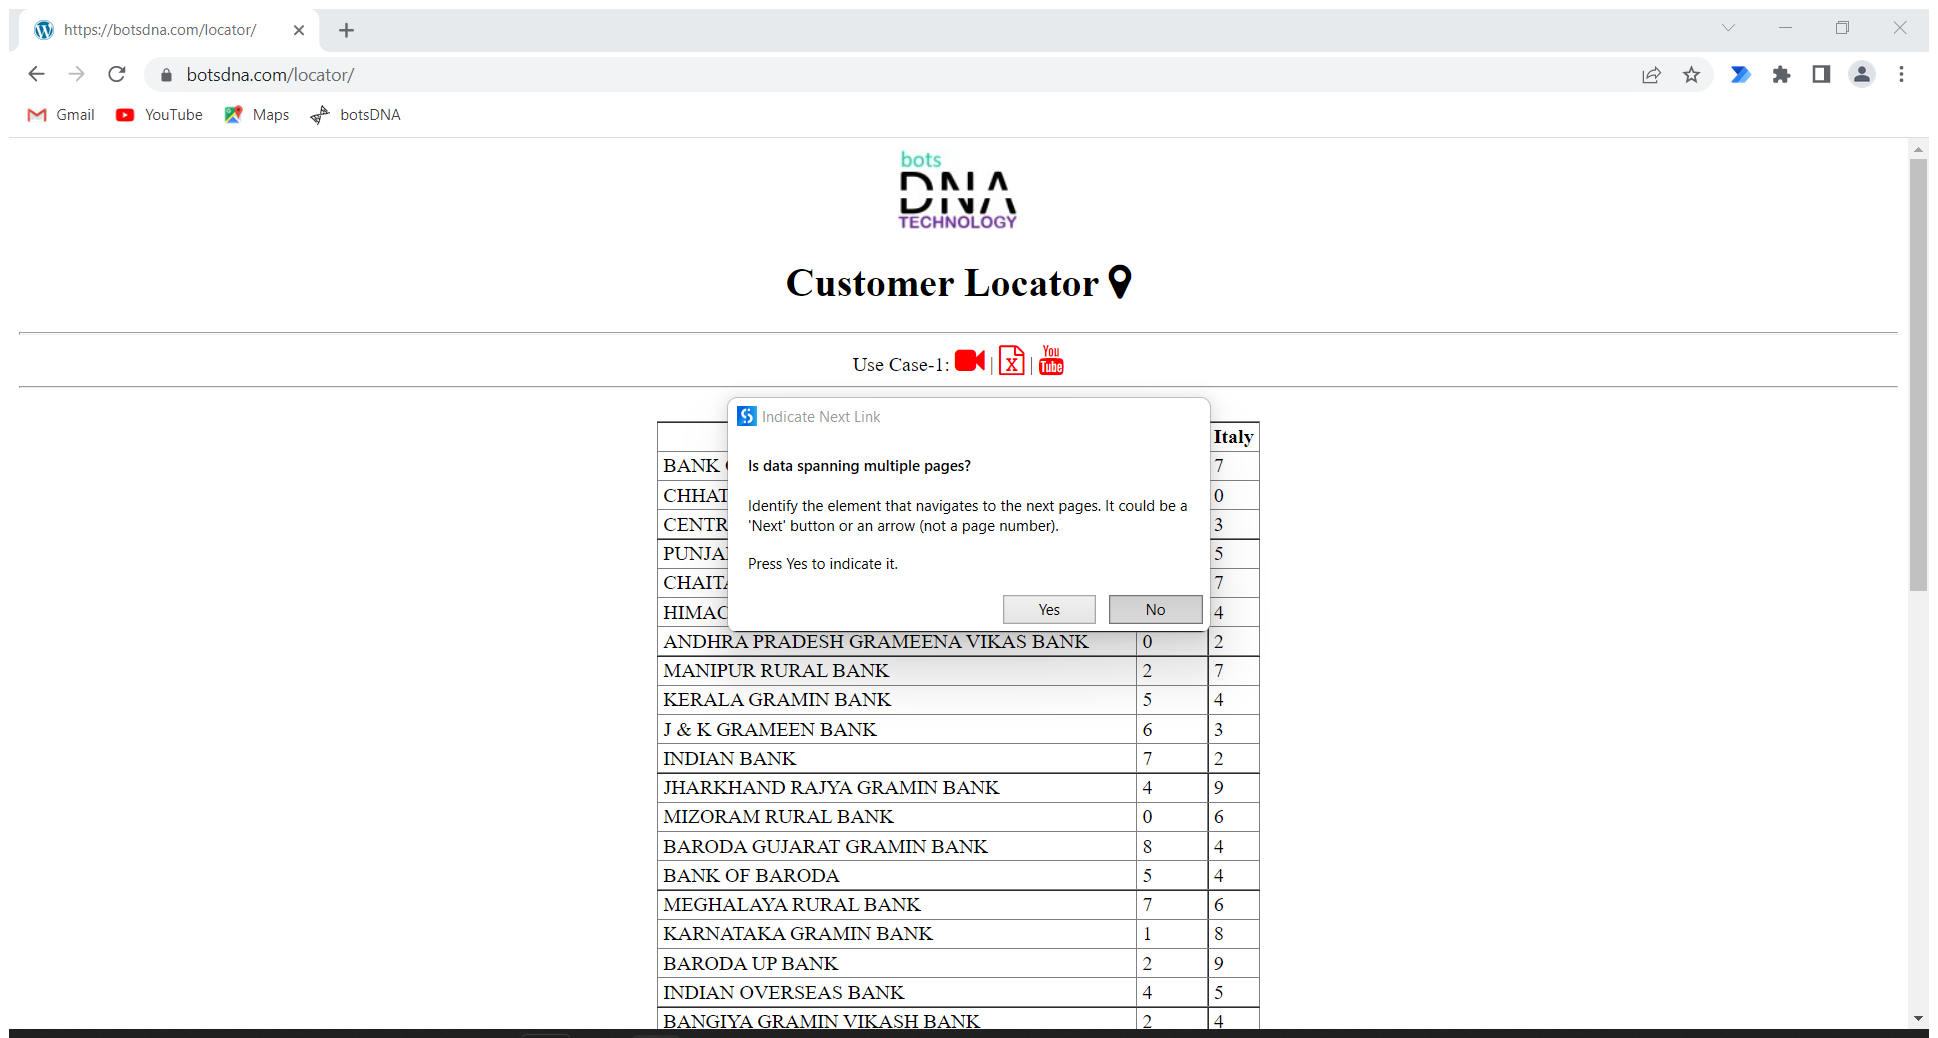 https://botsdna.com/locator/
botsdna.com/locator/
Gmail YouTube Maps botsDNA
bots
DNA
TECHNOLOGY
Customer Locator
Use Case-1: | X | You Tube
Indicate Next Link
Is data spanning multiple pages?
Identify the element that navigates to the next pages. It could be a
'Next' button or an arrow (not a page number).
Press Yes to indicate it.
Yes No
Italy
BANK 7
CHHAT 0
CENTR 3
PUNJA 5
CHAITA 7
HIMAC 4
ANDHRA PRADESH GRAMEENA VIKAS BANK 0 2
MANIPUR RURAL BANK 2 7
KERALA GRAMIN BANK 5 4
J & K GRAMEEN BANK 6 3
INDIAN BANK 7 2
JHARKHAND RAJYA GRAMIN BANK 4 9
MIZORAM RURAL BANK 0 6
BARODA GUJARAT GRAMIN BANK 8 4
BANK OF BARODA 5 4
MEGHALAYA RURAL BANK 7 6
KARNATAKA GRAMIN BANK 1 8
BARODA UP BANK 2 9
INDIAN OVERSEAS BANK 4 5
BANGIYA GRAMIN VIKASH BANK 2 4